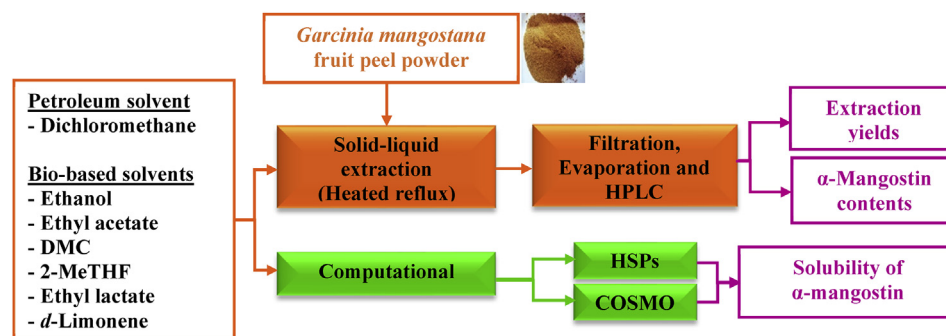 Garcinia mangostana
fruit peel powder
Petroleum solvent
- Dichloromethane
Bio-based solvents
- Ethanol
- Ethyl acetate
- DMC
- 2-MeTHF
- Ethyl lactate
- d-Limonene
Solid-liquid
extraction
(Heated reflux)
Filtration,
Evaporation and
HPLC
Extraction
yields
α-Mangostin
contents
Computational
HSPs
COSMO
Solubility of
α-mangostin